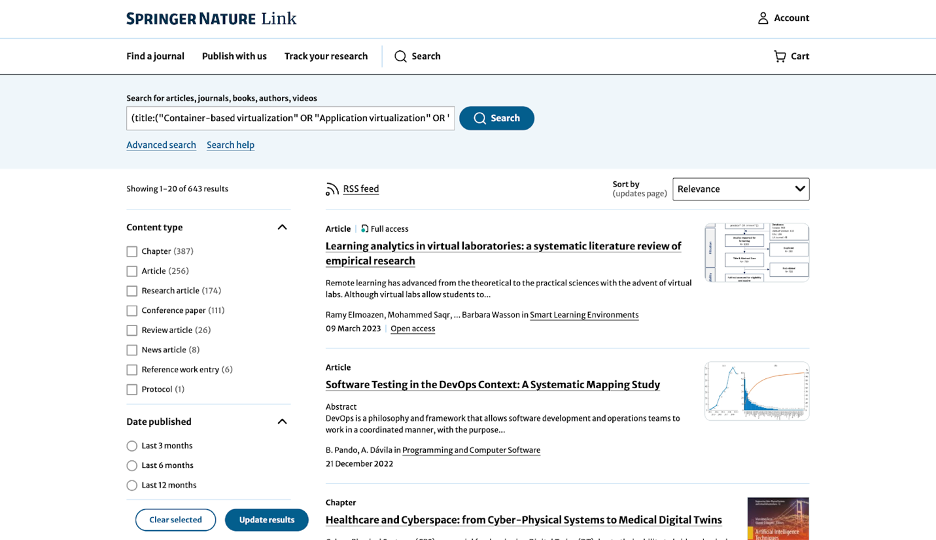 SPRINGER NATURE Link
Account
Find a journal
Publish with us
Track your research
Search
Cart
Search for articles, journals, books, authors, videos
(title:("Container-based virtualization" OR "Application virtualization" OR '
Search
Advanced search
Search help
Showing 1-20 of 643 results
RSS feed
Sort by
(updates page)
Relevance
Content type
Chapter (387)
Article (256)
Research article (174)
Conference paper (111)
Review article (26)
News article (8)
Reference work entry (6)
Protocol (1)
Date published
Last 3 months
Last 6 months
Last 12 months
Clear selected
Update results
Article
Full access
Learning analytics in virtual laboratories: a systematic literature review of
empirical research
Remote learning has advanced from the theoretical to the practical sciences with the advent of virtual
labs. Although virtual labs allow students to...
Ramy Elmoazen, Mohammed Saqr, ... Barbara Wasson in Smart Learning Environments
09 March 2023
Open access
Article
Software Testing in the DevOps Context: A Systematic Mapping Study
Abstract
DevOps is a philosophy and framework that allows software development and operations teams to
work in a coordinated manner, with the purpose...
B. Pando, A. Dávila in Programming and Computer Software
21 December 2022
Chapter
Healthcare and Cyberspace: from Cyber-Physical Systems to Medical Digital Twins
Artificial Intelligence
Techniques